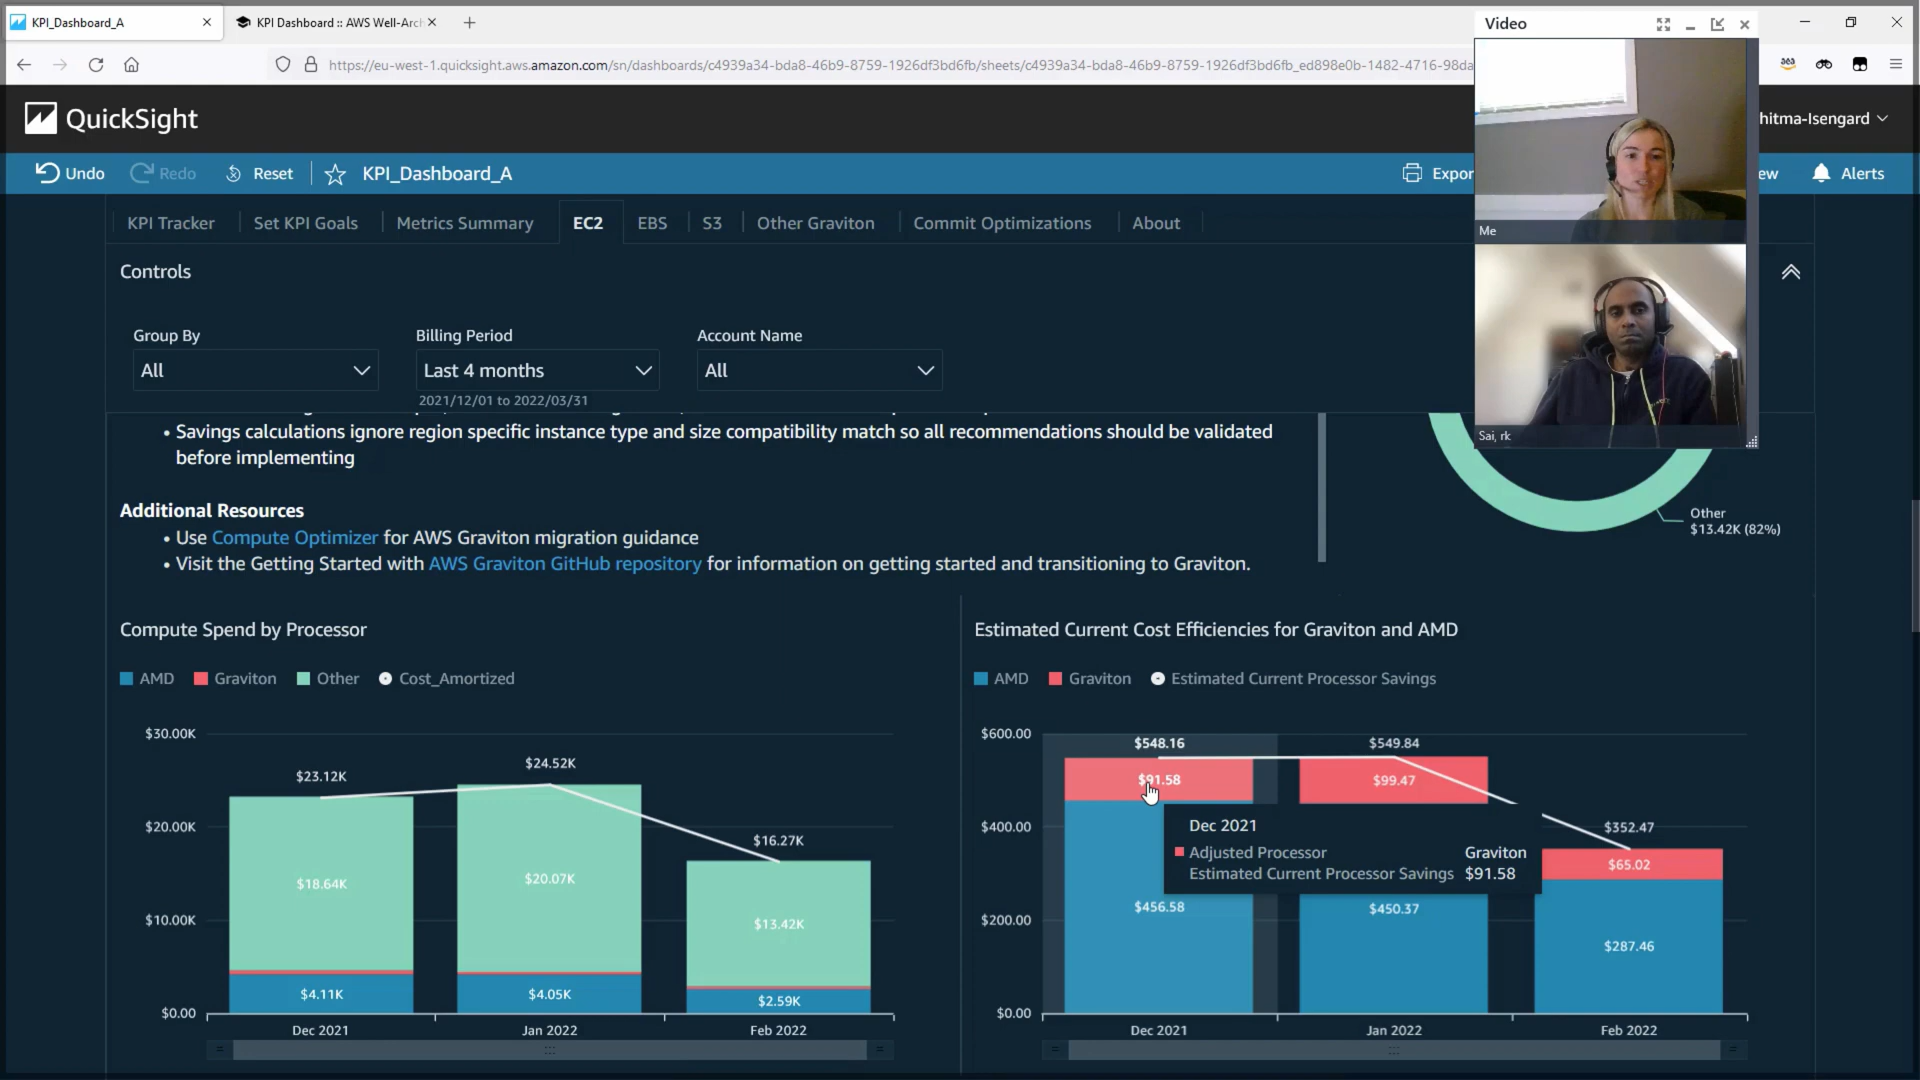 KPI_Dashboard_A
KPI Dashboard :: AWS Well-Arc
Video
https://eu-west-1.quicksight.aws.amazon.com/sn/dashboards/c4939a34-bda8-46b9-8759-1926df3bd6fb/sheets/c4939a34-bda8-46b9-8759-1926df3bd6fb_ed898e0b-1482-4716-98da
QuickSight
hitma-Isengard
Undo Redo Reset KPI_Dashboard_A Expor ew Alerts
KPI Tracker Set KPI Goals Metrics Summary EC2 EBS S3 Other Graviton Commit Optimizations About
Me
Controls
Group By Billing Period Account Name
All Last 4 months All
2021/12/01 to 2022/03/31
Sai, rk
• Savings calculations ignore region specific instance type and size compatibility match so all recommendations should be validated
before implementing
Other
$13.42K (82%)
Additional Resources
• Use Compute Optimizer for AWS Graviton migration guidance
• Visit the Getting Started with AWS Graviton GitHub repository for information on getting started and transitioning to Graviton.
Compute Spend by Processor
AMD Graviton Other Cost_Amortized
$30.00K
$20.00K
$10.00K
$0.00
$23.12K
$24.52K
$16.27K
$18.64K
$20.07K
$13.42K
$4.11K
$4.05K
$2.59K
Dec 2021 Jan 2022 Feb 2022
Estimated Current Cost Efficiencies for Graviton and AMD
AMD Graviton Estimated Current Processor Savings
$600.00
$400.00
$200.00
$0.00
$548.16
$549.84
$352.47
$91.58
$99.47
$65.02
Dec 2021
Adjusted Processor Graviton
Estimated Current Processor Savings $91.58
$456.58
$450.37
$287.46
Dec 2021 Jan 2022 Feb 2022